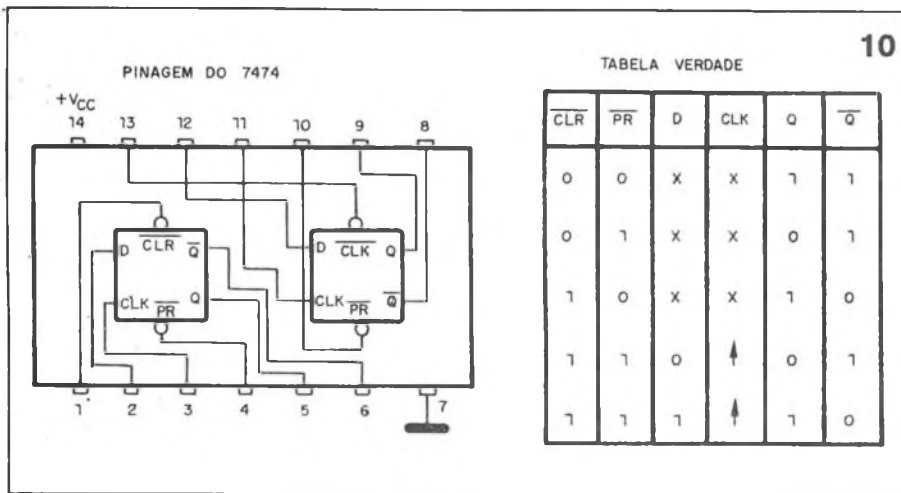 10
PINAGEM DO 7474
+VCC
14 13 12 11 10 9 8
D CLR Q̅
CLK PR Q
D CLK Q
CLK PR Q̅
1 2 3 4 5 6 7
TABELA VERDADE
C̅L̅R̅ P̅R̅ D CLK Q Q̅
0 0 X X 1 1
0 1 X X 0 1
1 0 X X 1 0
1 1 0 ↑ 0 1
1 1 1 ↑ 1 0